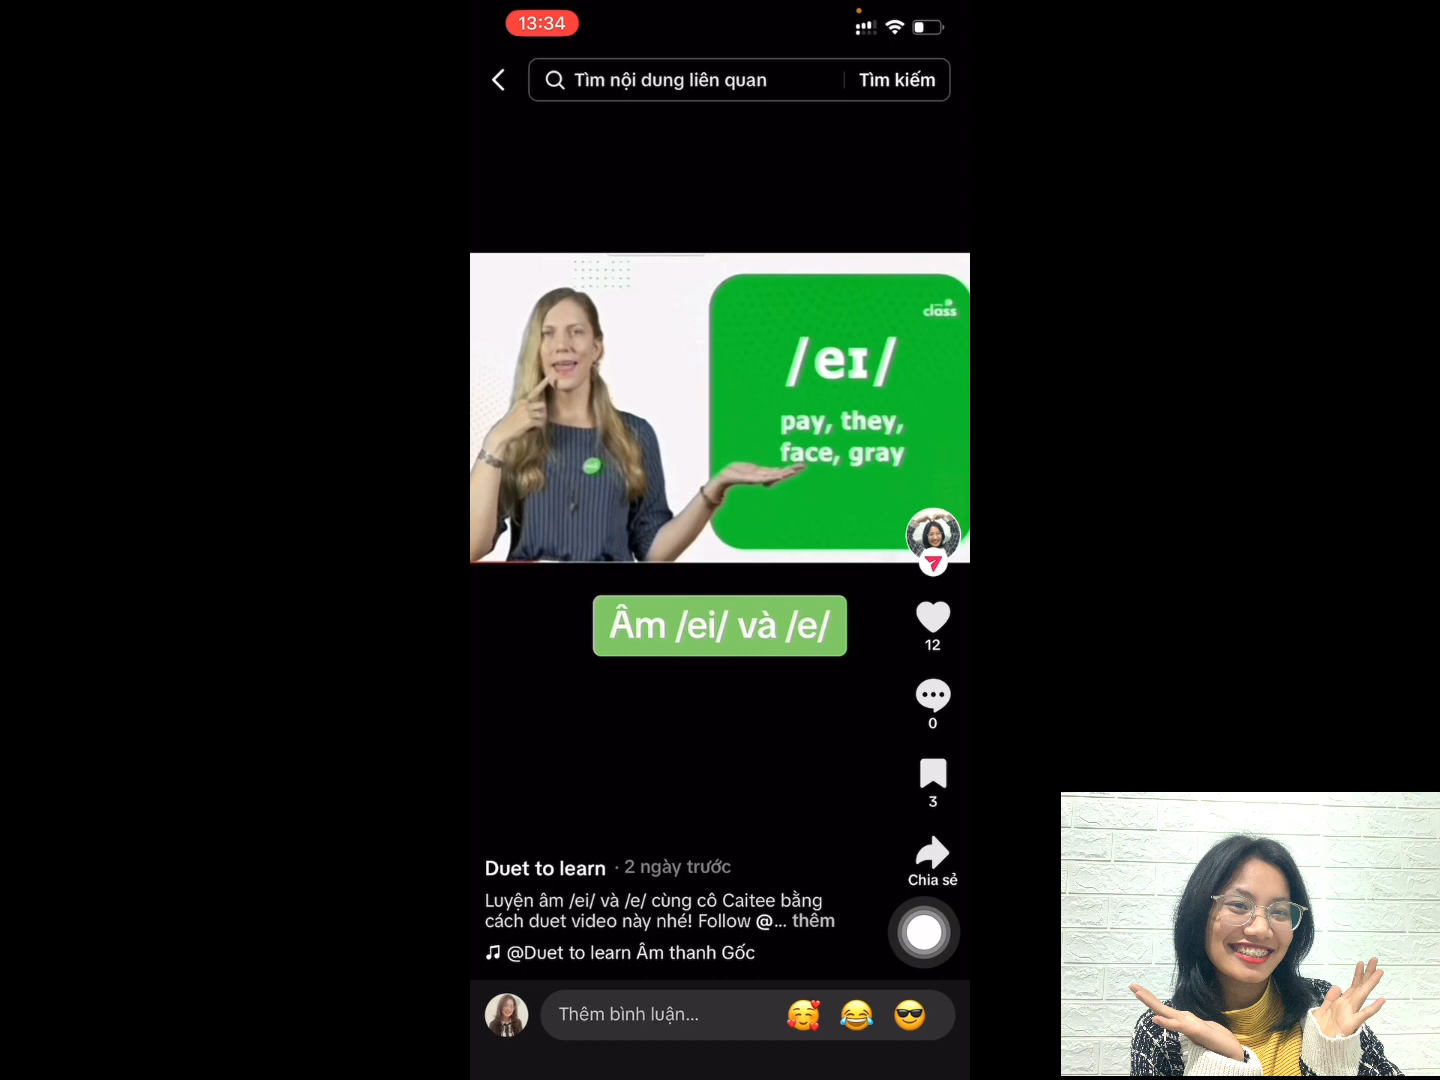 13:34
Tìm nội dung liên quan
Tìm kiếm
class
/eɪ/
pay, they,
face, gray
Âm /ei/ và /e/
12
0
3
Chia sẻ
Duet to learn · 2 ngày trước
Luyện âm /ei/ và /e/ cùng cô Caitee bằng
cách duet video này nhé! Follow @... thêm
@Duet to learn Âm thanh Gốc
Thêm bình luận...